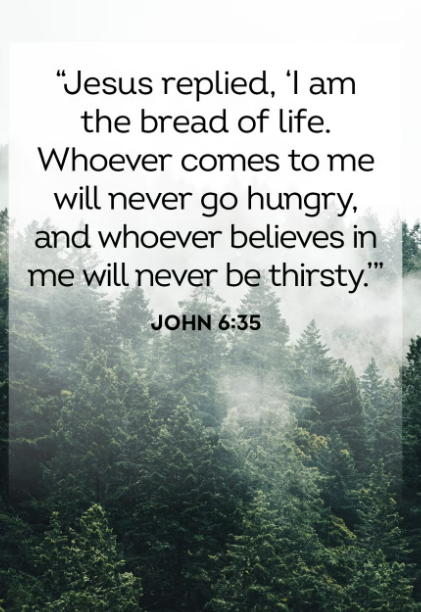 “Jesus replied, ‘I am
the bread of life.
Whoever comes to me
will never go hungry,
and whoever believes in
me will never be thirsty.’”
JOHN 6:35